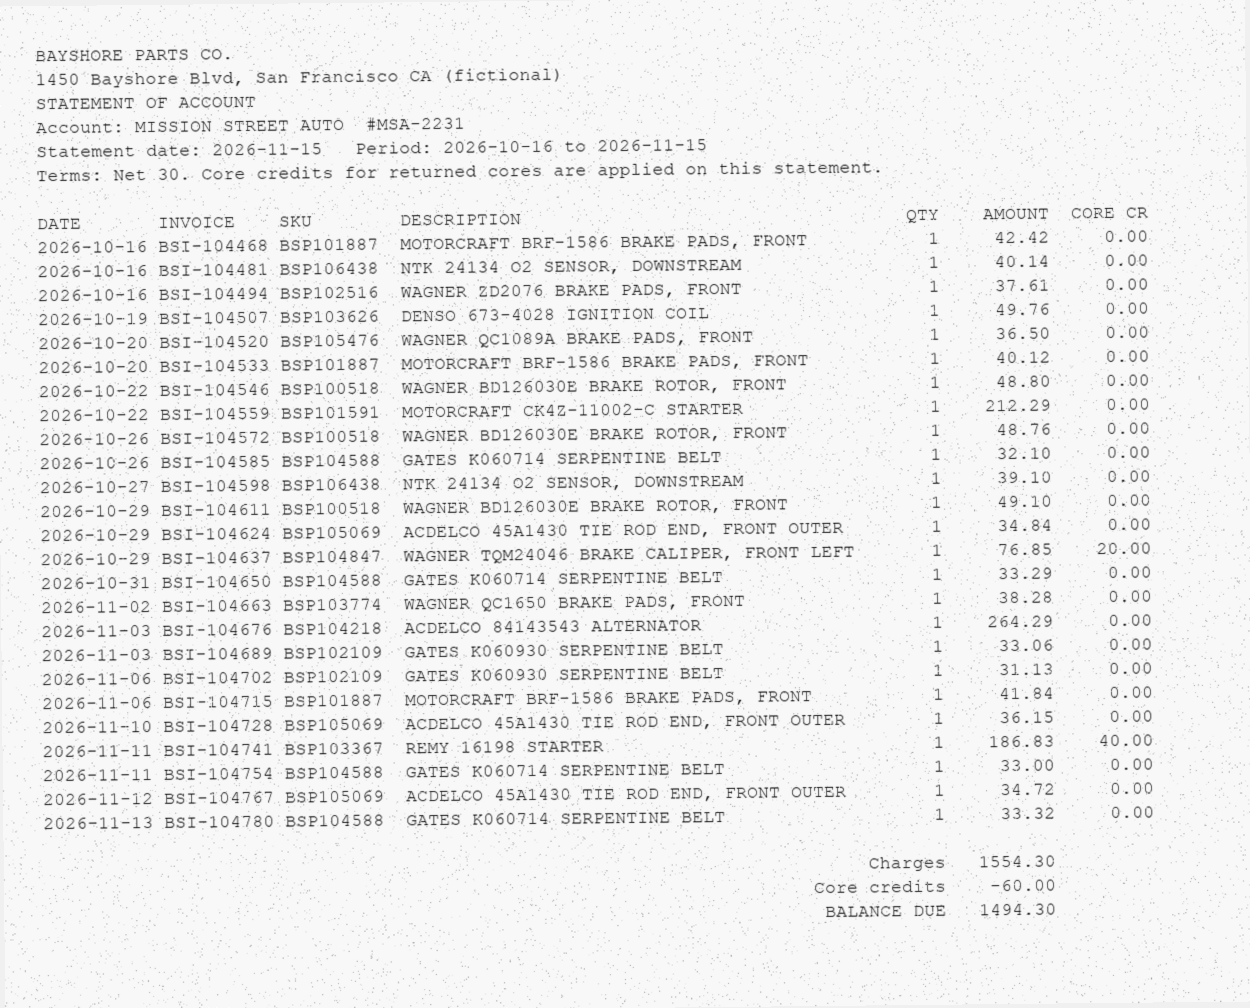 BAYSHORE PARTS CO.
1450 Bayshore Blvd, San Francisco CA (fictional)
STATEMENT OF ACCOUNT
Account: MISSION STREET AUTO  #MSA-2231
Statement date: 2026-11-15   Period: 2026-10-16 to 2026-11-15
Terms: Net 30. Core credits for returned cores are applied on this statement.
DATE INVOICE SKU DESCRIPTION QTY AMOUNT CORE CR
2026-10-16 BSI-104468 BSP101887 MOTORCRAFT BRF-1586 BRAKE PADS, FRONT 1 42.42 0.00
2026-10-16 BSI-104481 BSP106438 NTK 24134 O2 SENSOR, DOWNSTREAM 1 40.14 0.00
2026-10-16 BSI-104494 BSP102516 WAGNER ZD2076 BRAKE PADS, FRONT 1 37.61 0.00
2026-10-19 BSI-104507 BSP103626 DENSO 673-4028 IGNITION COIL 1 49.76 0.00
2026-10-20 BSI-104520 BSP105476 WAGNER QC1089A BRAKE PADS, FRONT 1 36.50 0.00
2026-10-20 BSI-104533 BSP101887 MOTORCRAFT BRF-1586 BRAKE PADS, FRONT 1 40.12 0.00
2026-10-22 BSI-104546 BSP100518 WAGNER BD126030E BRAKE ROTOR, FRONT 1 48.80 0.00
2026-10-22 BSI-104559 BSP101591 MOTORCRAFT CK4Z-11002-C STARTER 1 212.29 0.00
2026-10-26 BSI-104572 BSP100518 WAGNER BD126030E BRAKE ROTOR, FRONT 1 48.76 0.00
2026-10-26 BSI-104585 BSP104588 GATES K060714 SERPENTINE BELT 1 32.10 0.00
2026-10-27 BSI-104598 BSP106438 NTK 24134 O2 SENSOR, DOWNSTREAM 1 39.10 0.00
2026-10-29 BSI-104611 BSP100518 WAGNER BD126030E BRAKE ROTOR, FRONT 1 49.10 0.00
2026-10-29 BSI-104624 BSP105069 ACDELCO 45A1430 TIE ROD END, FRONT OUTER 1 34.84 0.00
2026-10-29 BSI-104637 BSP104847 WAGNER TQM24046 BRAKE CALIPER, FRONT LEFT 1 76.85 20.00
2026-10-31 BSI-104650 BSP104588 GATES K060714 SERPENTINE BELT 1 33.29 0.00
2026-11-02 BSI-104663 BSP103774 WAGNER QC1650 BRAKE PADS, FRONT 1 38.28 0.00
2026-11-03 BSI-104676 BSP104218 ACDELCO 84143543 ALTERNATOR 1 264.29 0.00
2026-11-03 BSI-104689 BSP102109 GATES K060930 SERPENTINE BELT 1 33.06 0.00
2026-11-06 BSI-104702 BSP102109 GATES K060930 SERPENTINE BELT 1 31.13 0.00
2026-11-06 BSI-104715 BSP101887 MOTORCRAFT BRF-1586 BRAKE PADS, FRONT 1 41.84 0.00
2026-11-10 BSI-104728 BSP105069 ACDELCO 45A1430 TIE ROD END, FRONT OUTER 1 36.15 0.00
2026-11-11 BSI-104741 BSP103367 REMY 16198 STARTER 1 186.83 40.00
2026-11-11 BSI-104754 BSP104588 GATES K060714 SERPENTINE BELT 1 33.00 0.00
2026-11-12 BSI-104767 BSP105069 ACDELCO 45A1430 TIE ROD END, FRONT OUTER 1 34.72 0.00
2026-11-13 BSI-104780 BSP104588 GATES K060714 SERPENTINE BELT 1 33.32 0.00
Charges 1554.30
Core credits -60.00
BALANCE DUE 1494.30